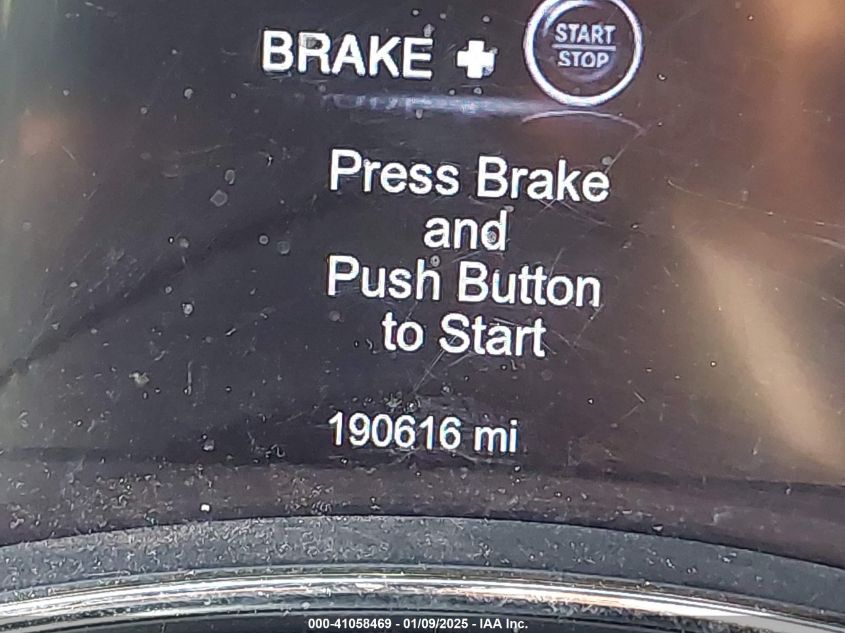 BRAKE + START
STOP
Press Brake
and
Push Button
to Start
190616 mi
000-41058469 - 01/09/2025 - IAA Inc.